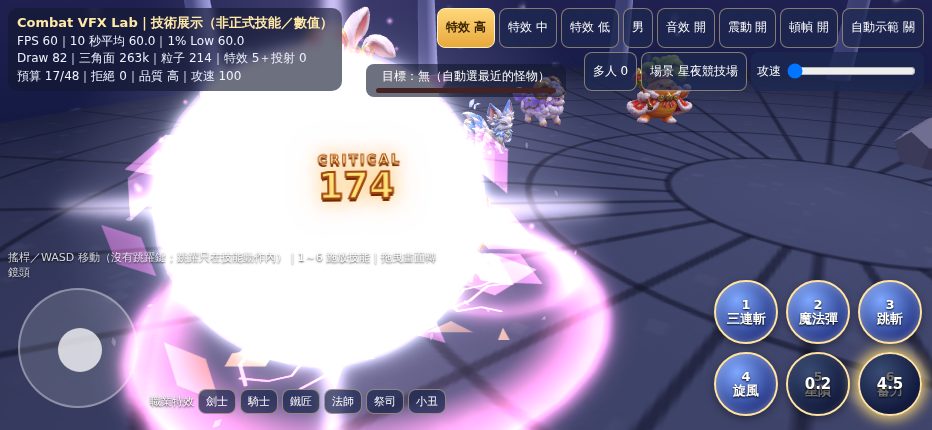 Combat VFX Lab｜技術展示（非正式技能／數值）
FPS 60｜10 秒平均 60.0｜1% Low 60.0
Draw 82｜三角面 263k｜粒子 214｜特效 5＋投射 0
預算 17/48｜拒絕 0｜品質 高｜攻速 100
特效 高
特效 中
特效 低
男
音效 開
震動 開
頓幀 開
自動示範 關
目標：無（自動選最近的怪物）
多人 0
場景 星夜競技場
攻速
CRITICAL
174
搖桿／WASD 移動（沒有跳躍鍵；跳躍只在技能動作內）｜1～6 施放技能｜拖曳畫面轉
鏡頭
1
三連斬
2
魔法彈
3
跳斬
4
旋風
0.2
4.5
職業特效
劍士
騎士
鐵匠
法師
祭司
小丑